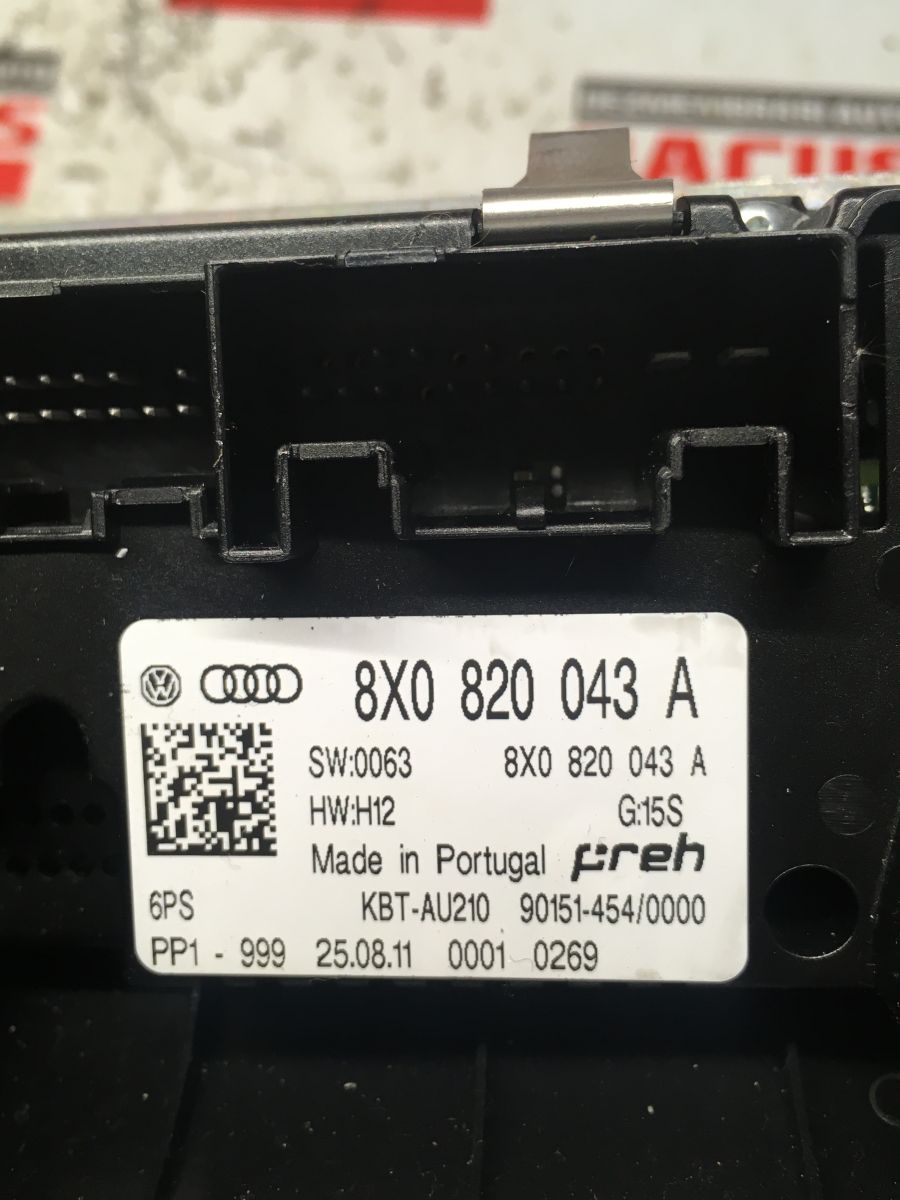 ACUS
8X0 820 043 A
SW:0063 8X0 820 043 A
HW:H12 G:15S
Made in Portugal preh
6PS KBT-AU210 90151-454/0000
PP1 - 999 25.08.11 0001 0269